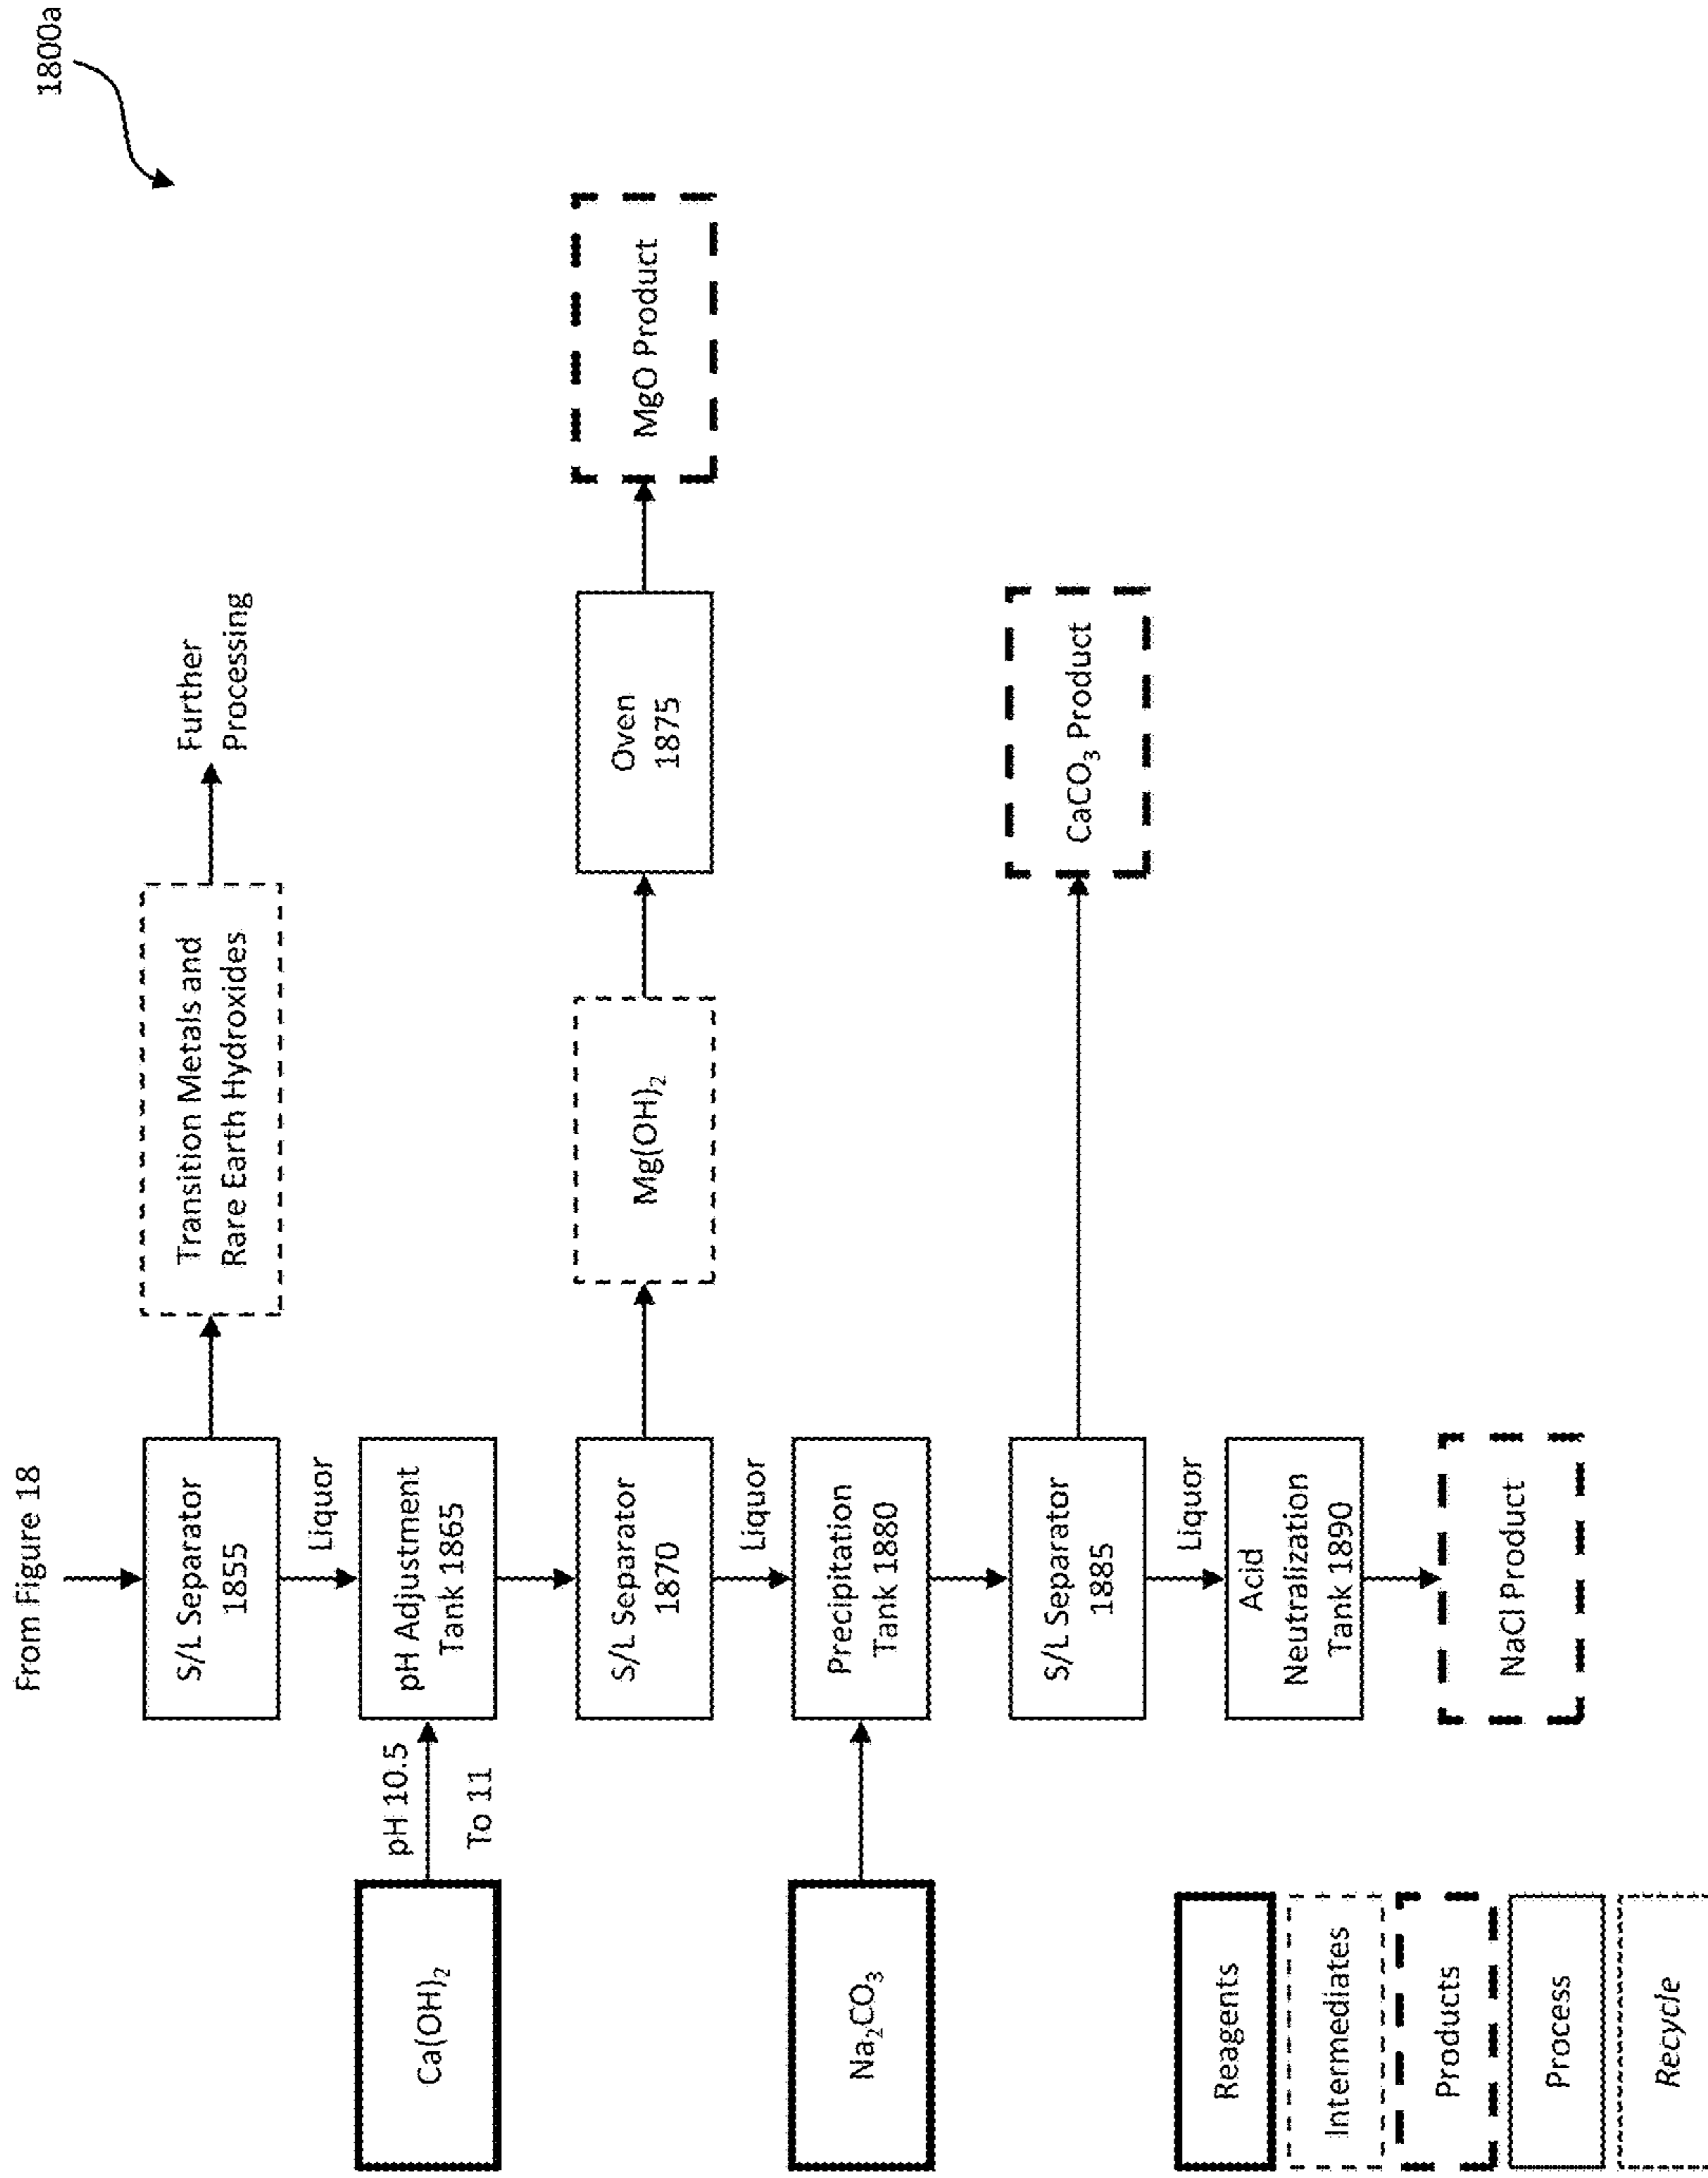 1800a
From Figure 18
S/L Separator
1855
Transition Metals and
Rare Earth Hydroxides
Further
Processing
Liquor
Ca(OH)₂
pH 10.5
To 11
pH Adjustment
Tank 1865
S/L Separator
1870
Mg(OH)₂
Oven
1875
MgO Product
Liquor
Na₂CO₃
Precipitation
Tank 1880
S/L Separator
1885
CaCO₃ Product
Liquor
Acid
Neutralization
Tank 1890
NaCl Product
Reagents
Intermediates
Products
Process
Recycle